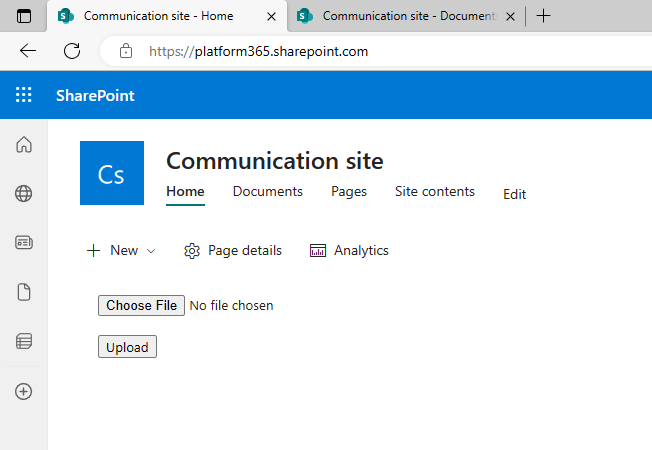 Communication site - Home
Communication site - Document
https://platform365.sharepoint.com
SharePoint
Cs
Communication site
Home Documents Pages Site contents Edit
New Page details Analytics
Choose File No file chosen
Upload